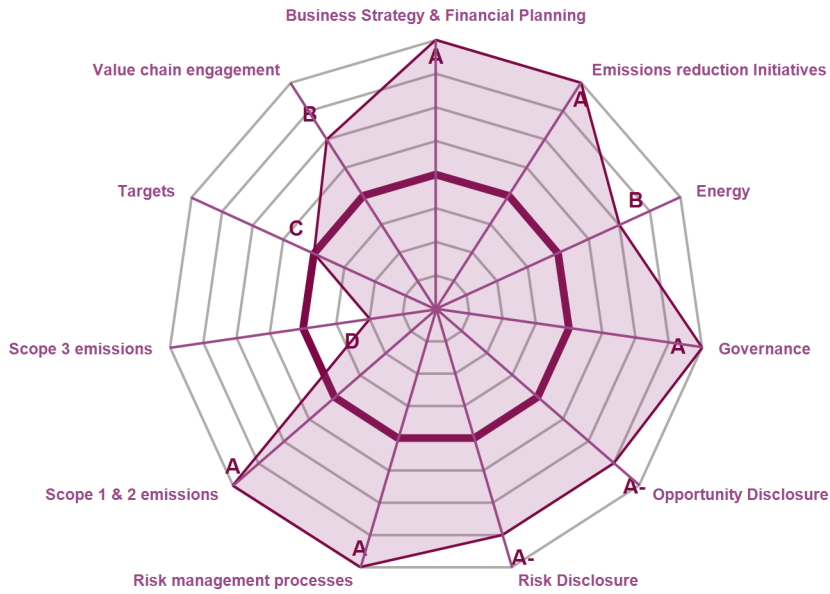 Business Strategy & Financial Planning
A
Value chain engagement
Emissions reduction Initiatives
B
A
Targets
Energy
B
C
Scope 3 emissions
D
A
Governance
A
Scope 1 & 2 emissions
A-
Opportunity Disclosure
A
A-
Risk management processes
Risk Disclosure